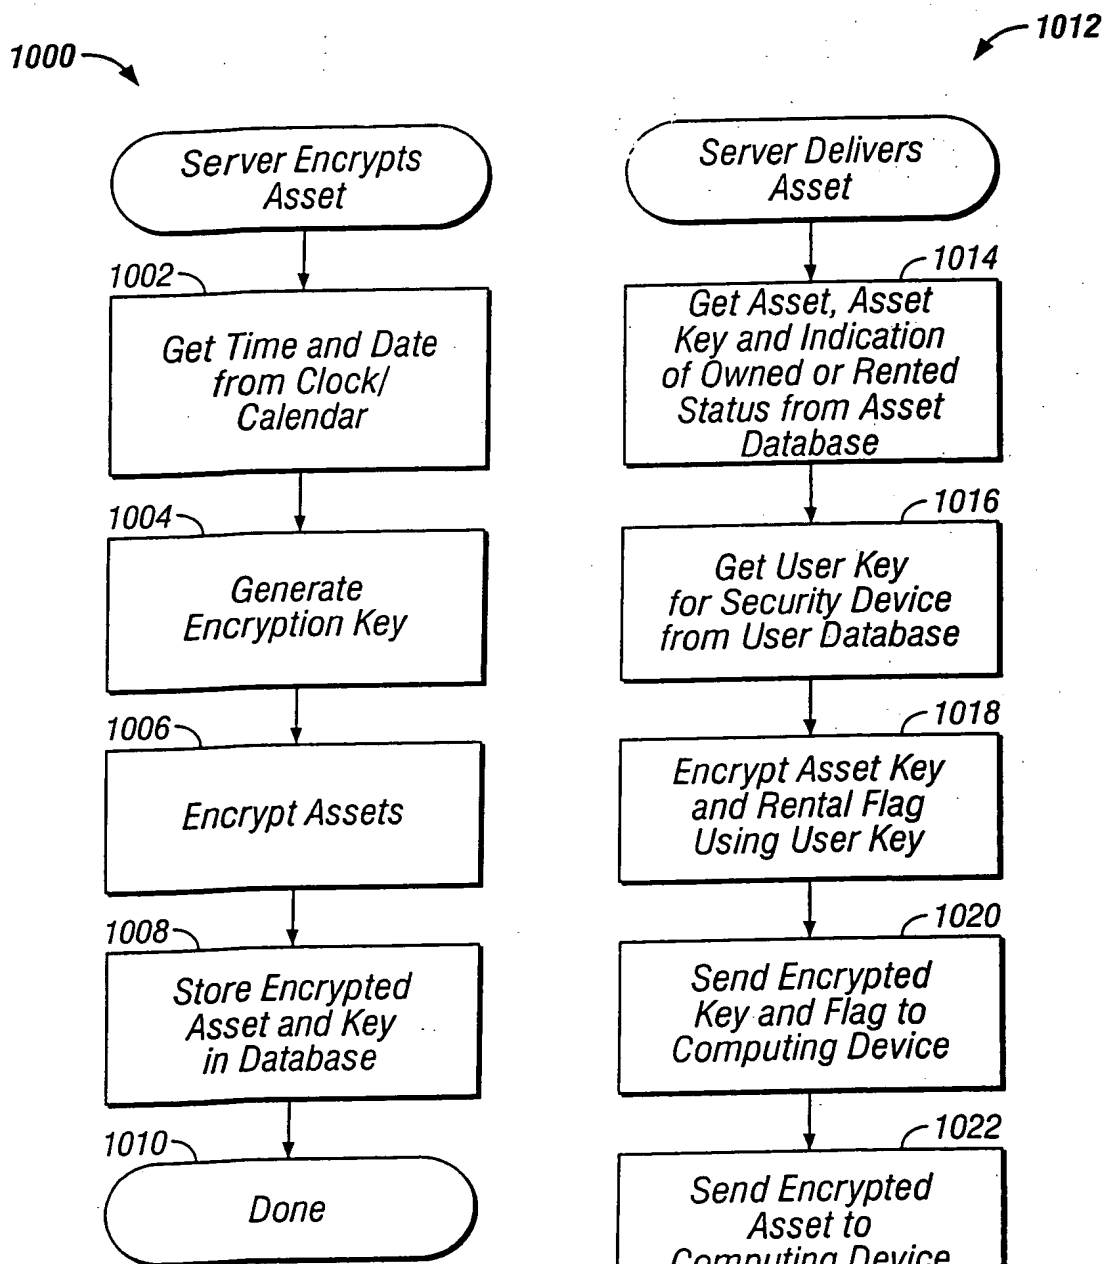 1000
Server Encrypts
Asset
1002
Get Time and Date
from Clock/
Calendar
1004
Generate
Encryption Key
1006
Encrypt Assets
1008
Store Encrypted
Asset and Key
in Database
1010
Done
1012
Server Delivers
Asset
1014
Get Asset, Asset
Key and Indication
of Owned or Rented
Status from Asset
Database
1016
Get User Key
for Security Device
from User Database
1018
Encrypt Asset Key
and Rental Flag
Using User Key
1020
Send Encrypted
Key and Flag to
Computing Device
1022
Send Encrypted
Asset to
Computing Device